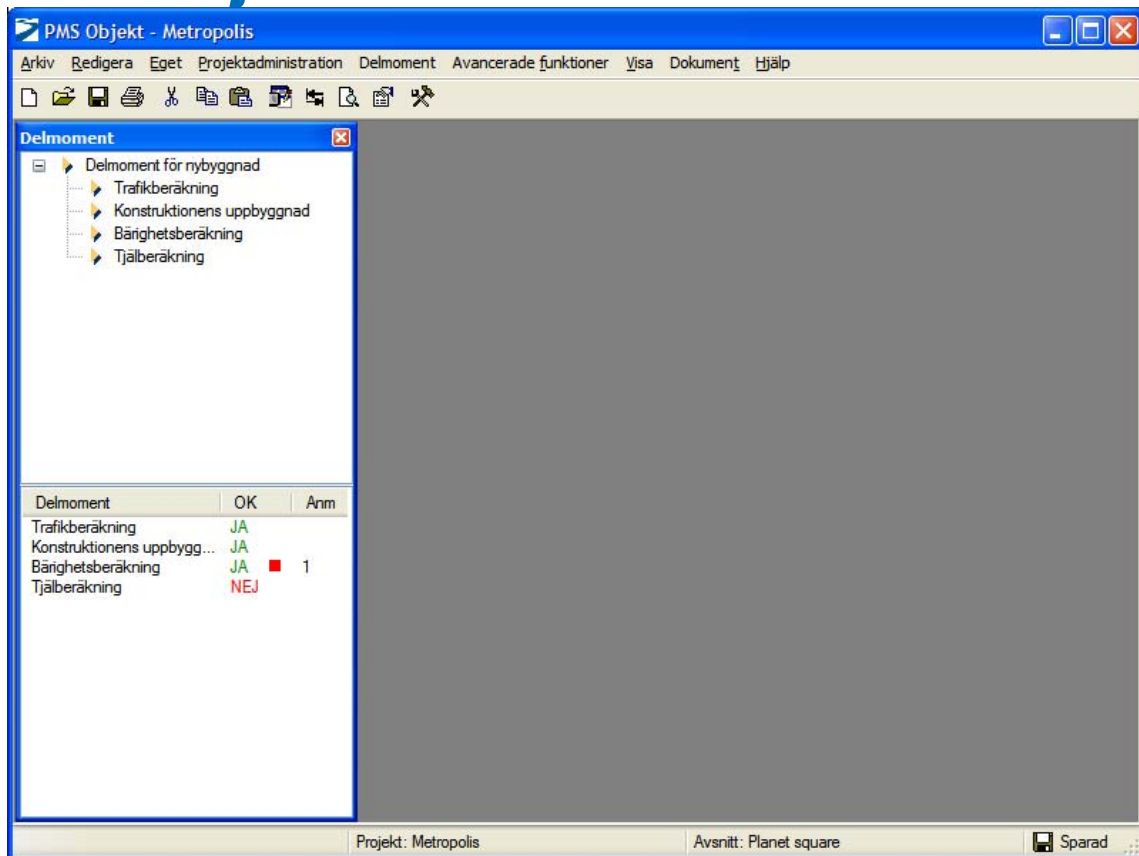 PMS Objekt - Metropolis
Arkiv Redigera Eget Projektadministration Delmoment Avancerade funktioner Visa Dokument Hjälp
Delmoment
Delmoment för nybyggnad
Trafikberäkning
Konstruktionens uppbyggnad
Bärighetsberäkning
Tjälberäkning
Delmoment OK Anm
Trafikberäkning JA
Konstruktionens uppbygg... JA
Bärighetsberäkning JA 1
Tjälberäkning NEJ
Projekt: Metropolis Avsnitt: Planet square Sparad